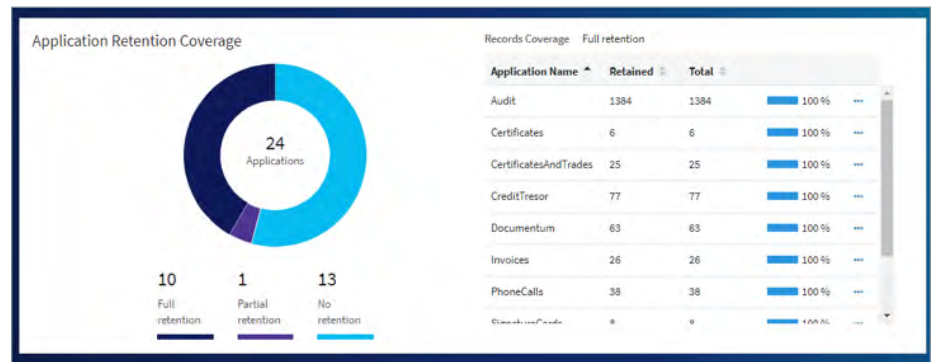 Application Retention Coverage
24
Applications
10
Full
retention
1
Partial
retention
13
No
retention
Records Coverage Full retention
Application Name Retained Total
Audit 1384 1384 100 %
Certificates 6 6 100 %
CertificatesAndTrades 25 25 100 %
CreditTresor 77 77 100 %
Documentum 63 63 100 %
Invoices 26 26 100 %
PhoneCalls 38 38 100 %
SignatureCards 100 %